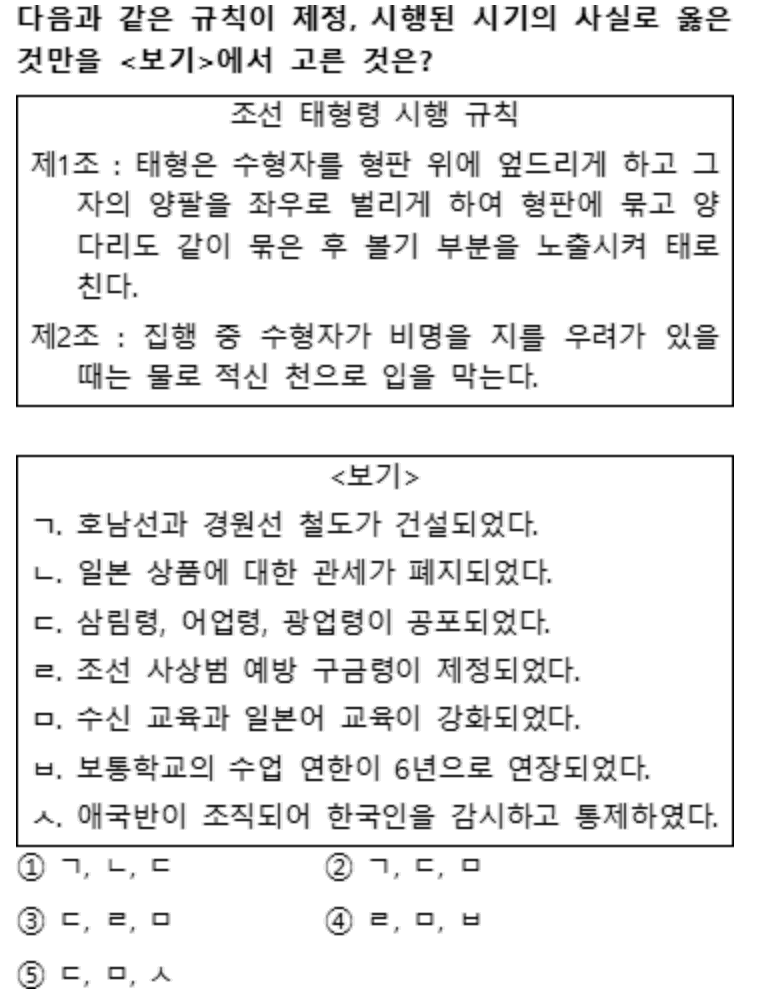 다음과 같은 규칙이 제정, 시행된 시기의 사실로 옳은
것만을 <보기>에서 고른 것은?
조선 태형령 시행 규칙
제1조 : 태형은 수형자를 형판 위에 엎드리게 하고 그
자의 양팔을 좌우로 벌리게 하여 형판에 묶고 양
다리도 같이 묶은 후 볼기 부분을 노출시켜 태로
친다.
제2조 : 집행 중 수형자가 비명을 지를 우려가 있을
때는 물로 적신 천으로 입을 막는다.
<보기>
ㄱ. 호남선과 경원선 철도가 건설되었다.
ㄴ. 일본 상품에 대한 관세가 폐지되었다.
ㄷ. 삼림령, 어업령, 광업령이 공포되었다.
ㄹ. 조선 사상범 예방 구금령이 제정되었다.
ㅁ. 수신 교육과 일본어 교육이 강화되었다.
ㅂ. 보통학교의 수업 연한이 6년으로 연장되었다.
ㅅ. 애국반이 조직되어 한국인을 감시하고 통제하였다.
① ㄱ, ㄴ, ㄷ ② ㄱ, ㄷ, ㅁ
③ ㄷ, ㄹ, ㅁ ④ ㄹ, ㅁ, ㅂ
⑤ ㄷ, ㅁ, ㅅ